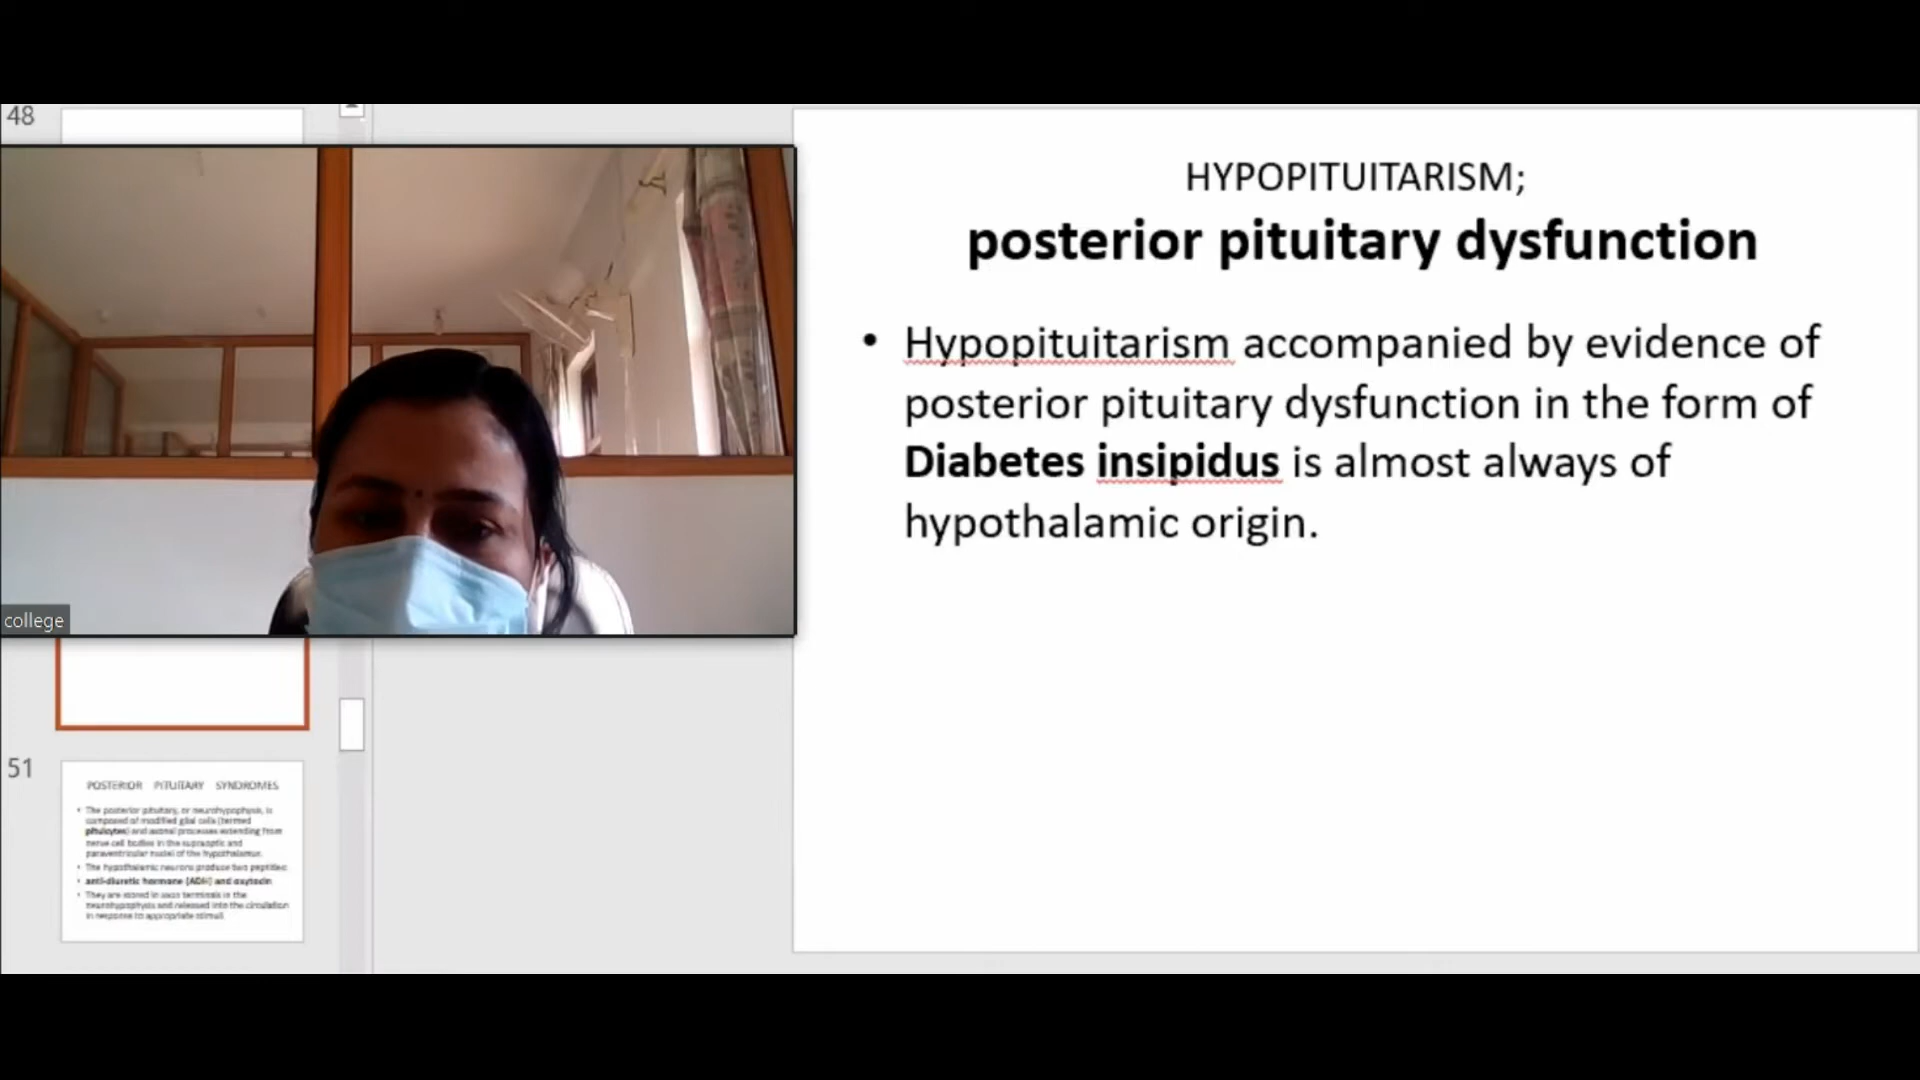 48
HYPOPITUITARISM;
posterior pituitary dysfunction
• Hypopituitarism accompanied by evidence of
posterior pituitary dysfunction in the form of
Diabetes insipidus is almost always of
hypothalamic origin.
college
51
POSTERIOR PITUITARY SYNDROMES
• The posterior pituitary, or neurohypophysis, is
composed of modified glial cells (termed
pituicytes) and axonal processes extending from
nerve cell bodies in the supraoptic and
paraventricular nuclei of the hypothalamus.
• The hypothalamic neurons produce two peptides:
• anti-diuretic hormone (ADH) and oxytocin
• They are stored in axon terminals in the
neurohypophysis and released into the circulation
in response to appropriate stimuli